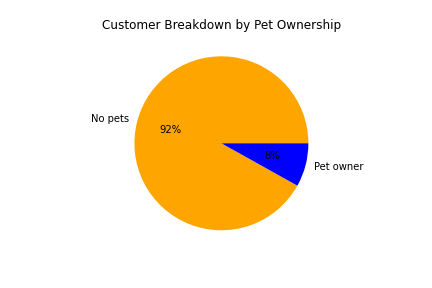 Customer Breakdown by Pet Ownership
No pets
92%
8%
Pet owner